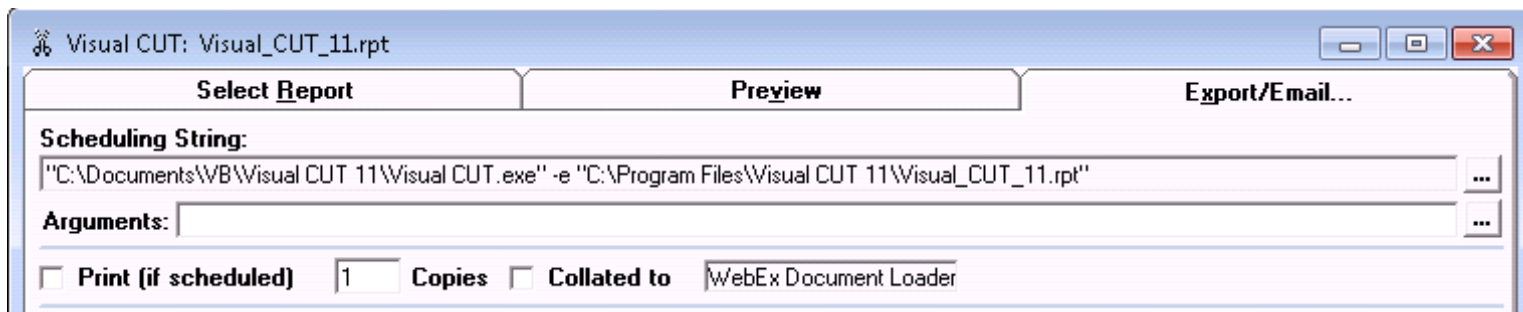 Visual CUT: Visual_CUT_11.rpt
Select Report Preview Export/Email...
Scheduling String:
"C:\Documents\VB\Visual CUT 11\Visual CUT.exe" -e "C:\Program Files\Visual CUT 11\Visual_CUT_11.rpt" ...
Arguments: ...
Print (if scheduled) 1 Copies Collated to WebEx Document Loader